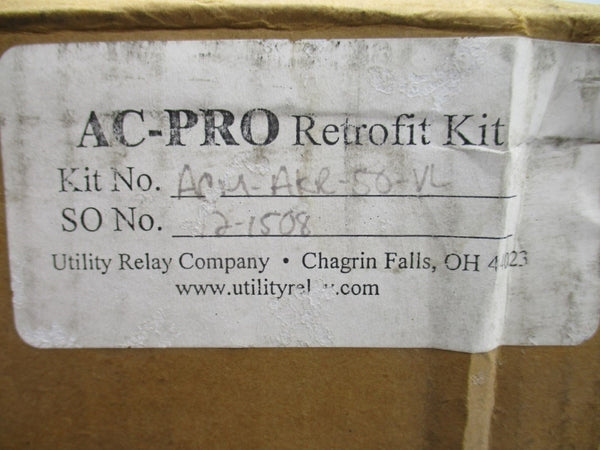 AC-PRO Retrofit Kit
Kit No. ACM-AKR-50-VL
SO No. 12-1508
Utility Relay Company • Chagrin Falls, OH